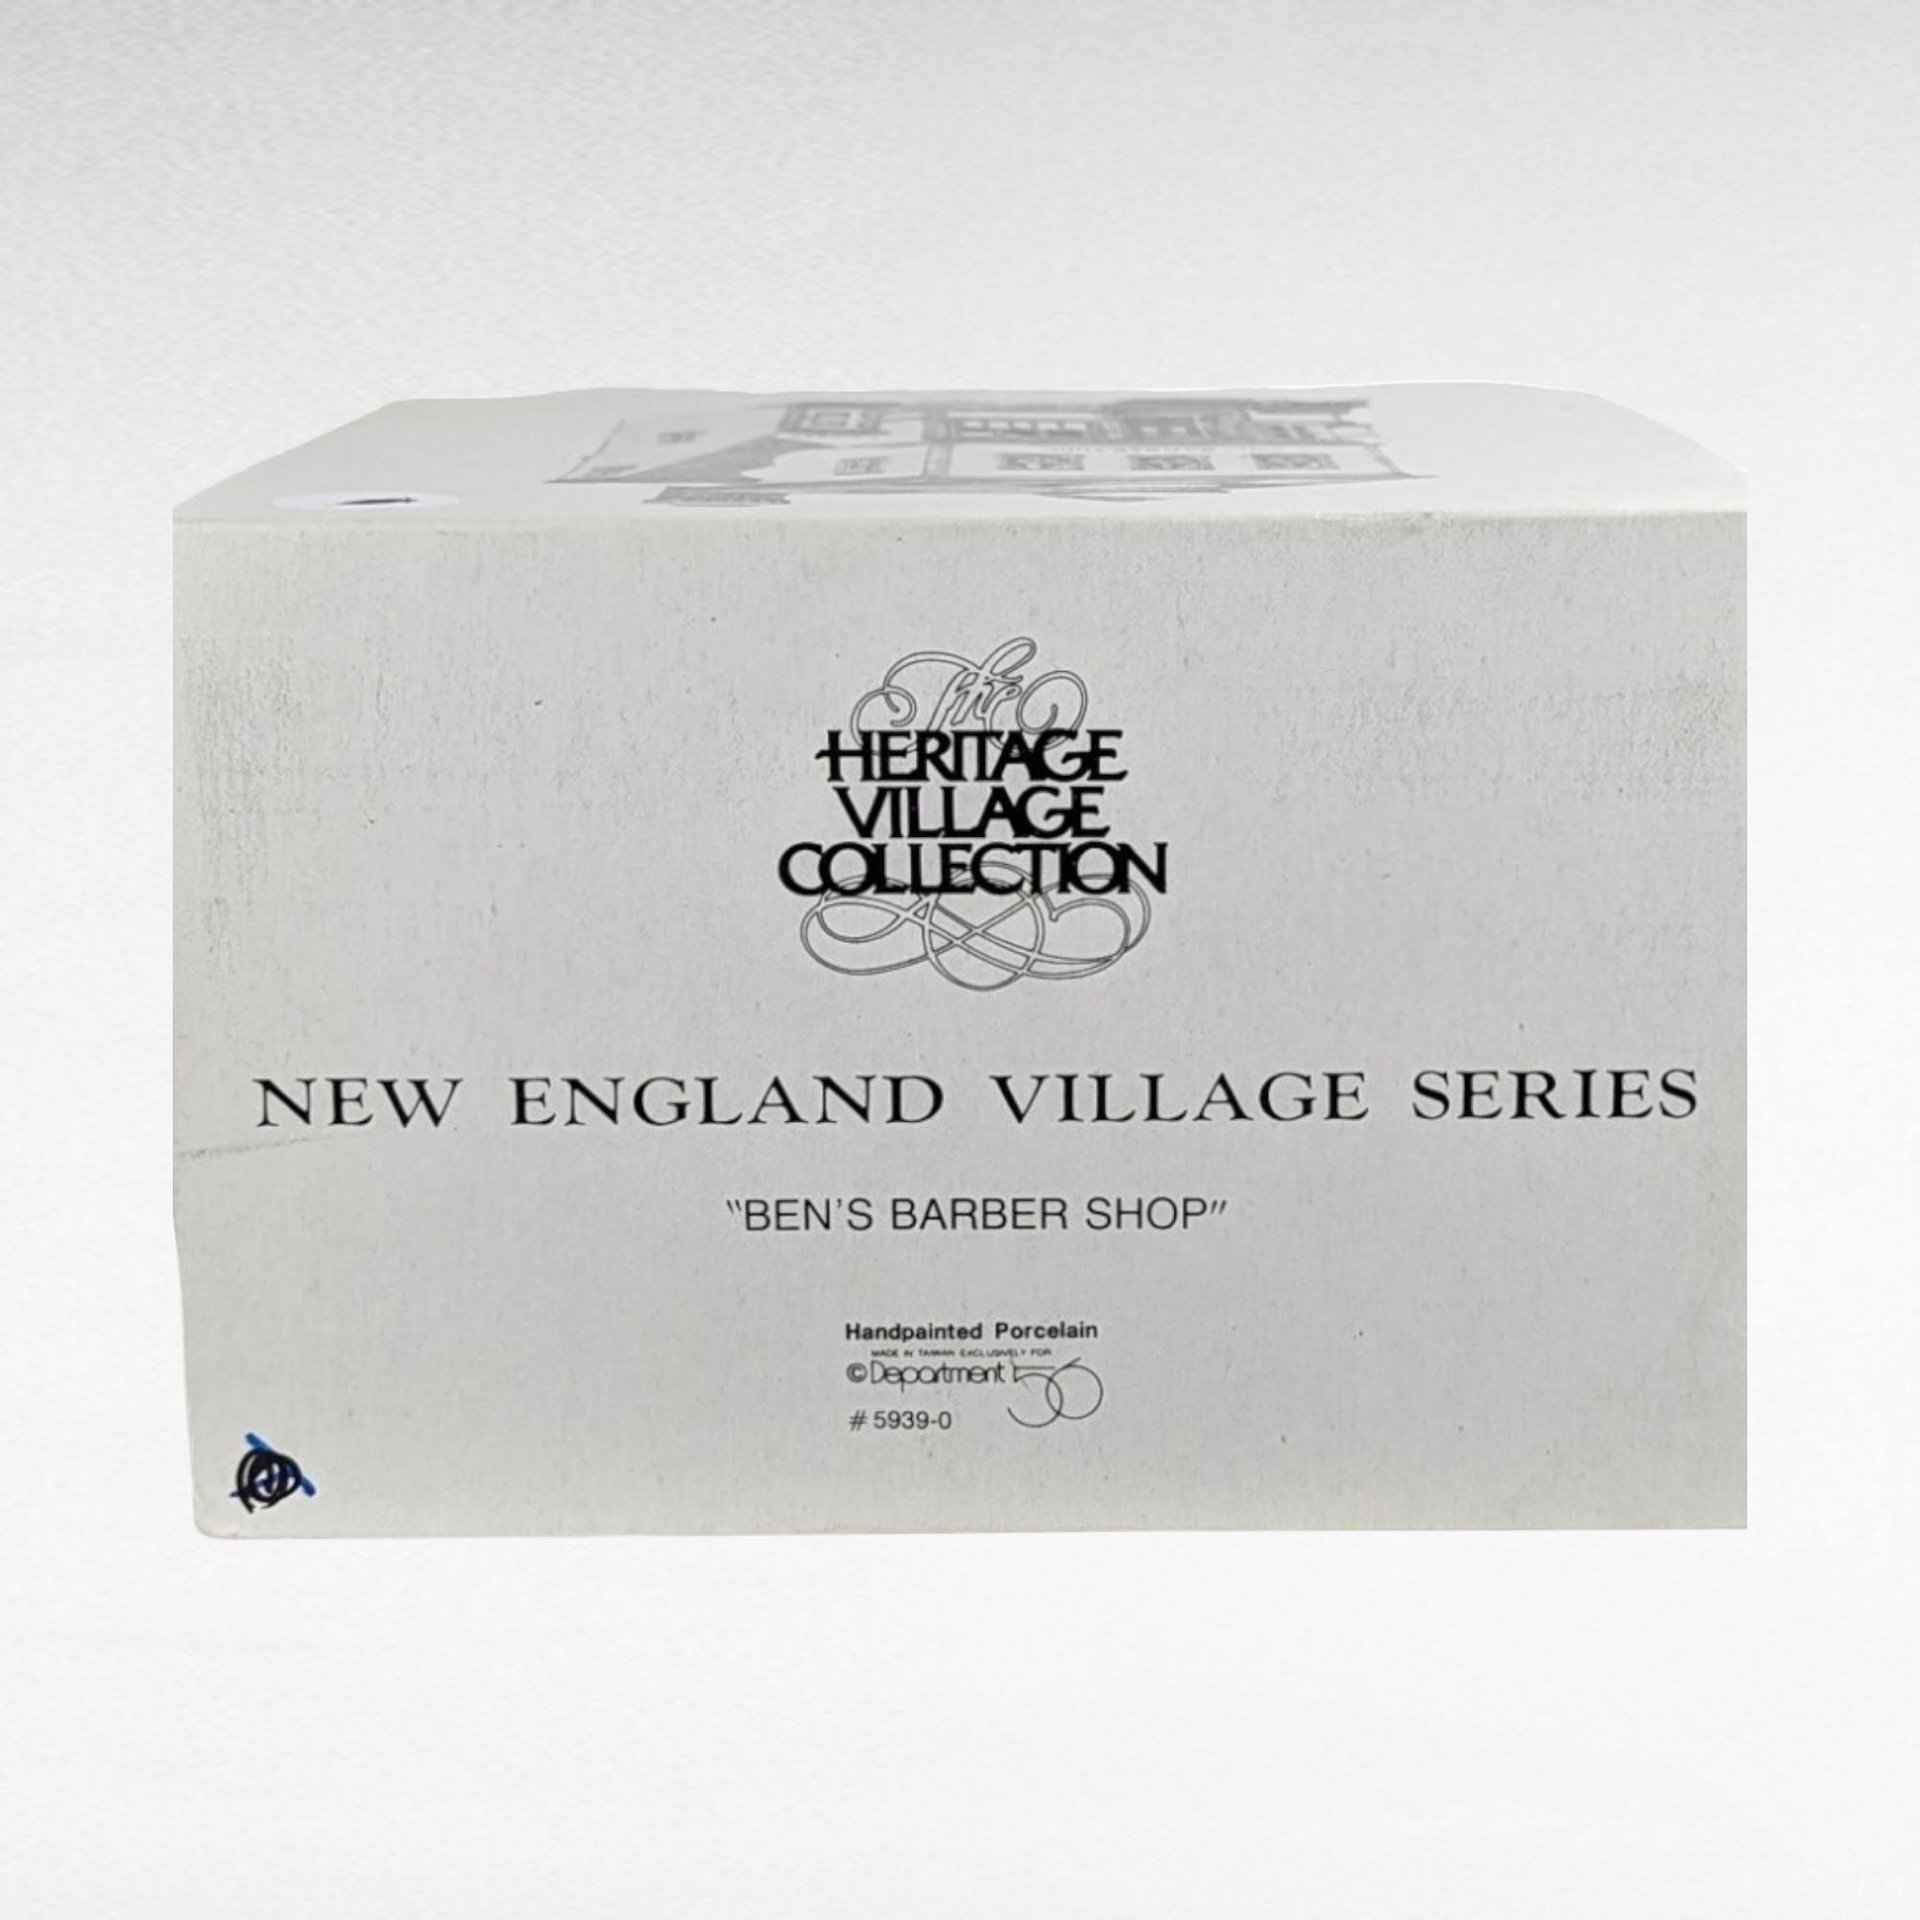 The
HERITAGE
VILLAGE
COLLECTION
NEW ENGLAND VILLAGE SERIES
"BEN'S BARBER SHOP"
Handpainted Porcelain
MADE IN TAIWAN EXCLUSIVELY FOR
©Department 56
# 5939-0